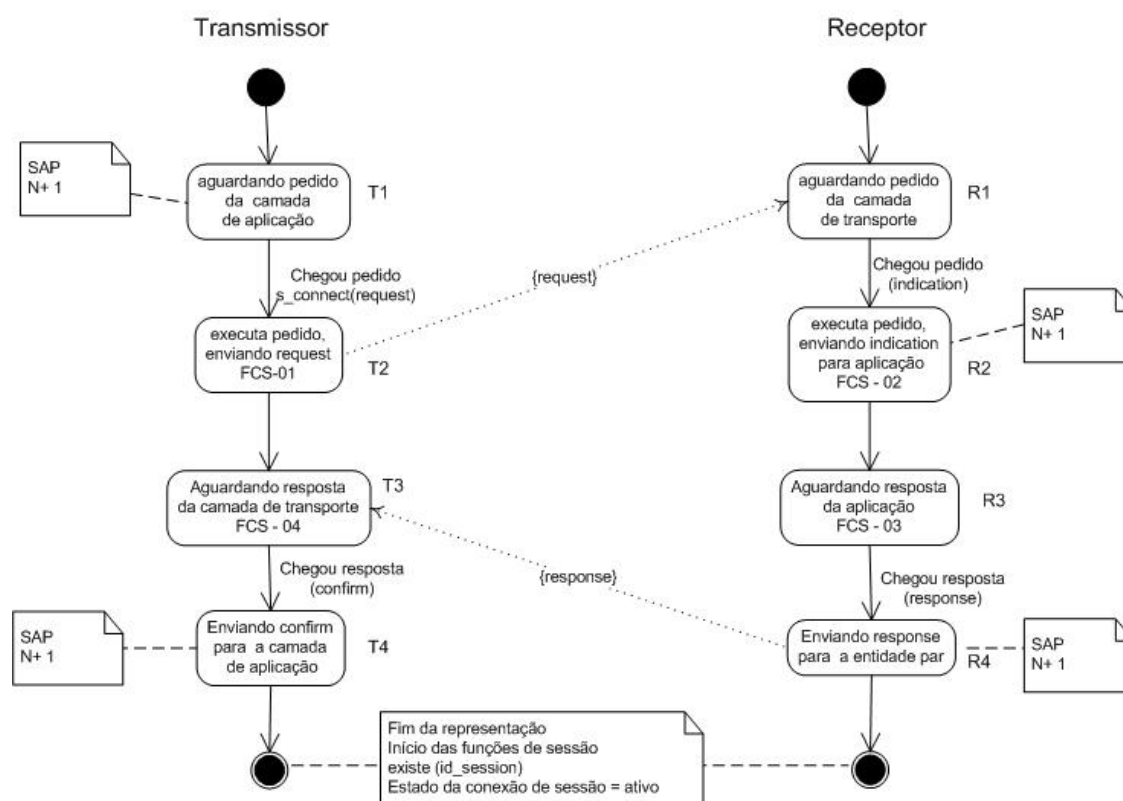 Transmissor
Receptor
SAP
N+ 1
aguardando pedido
da camada
de aplicação
T1
aguardando pedido
da camada
de transporte
R1
Chegou pedido
s_connect(request)
{request}
Chegou pedido
(indication)
executa pedido,
enviando request
FCS-01
T2
executa pedido,
enviando indication
para aplicação
FCS - 02
R2
SAP
N+ 1
Aguardando resposta
da camada de transporte
FCS - 04
T3
Aguardando resposta
da aplicação
FCS - 03
R3
Chegou resposta
(confirm)
{response}
Chegou resposta
(response)
SAP
N+ 1
Enviando confirm
para a camada
de aplicação
T4
Enviando response
para a entidade par
R4
SAP
N+ 1
Fim da representação
Início das funções de sessão
existe (id_session)
Estado da conexão de sessão = ativo